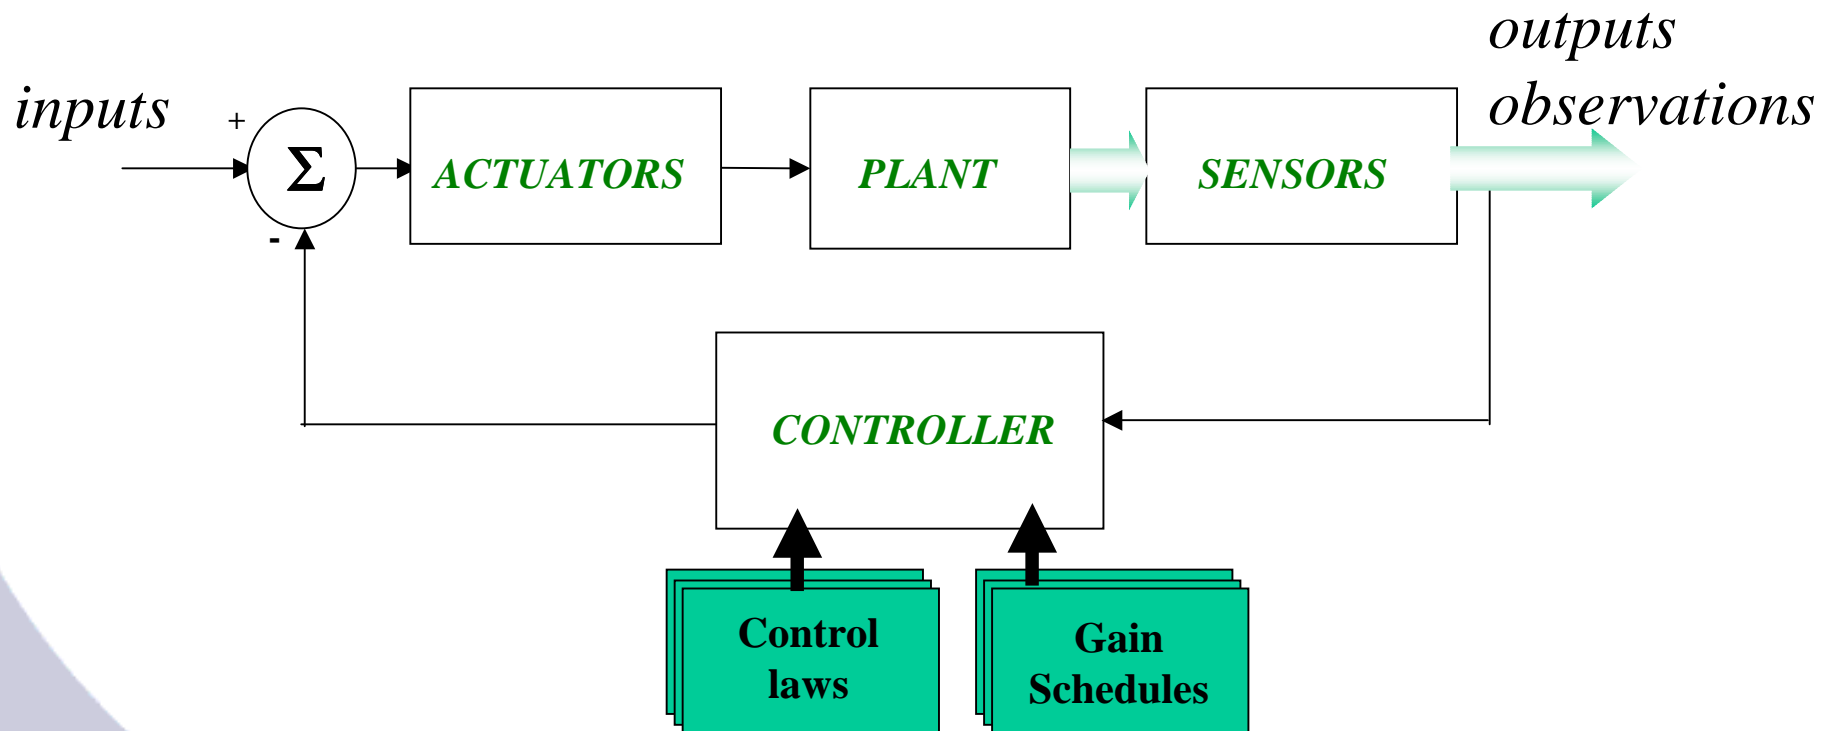 outputs
observations
inputs
+
Σ
ACTUATORS
PLANT
SENSORS
-
CONTROLLER
Control
laws
Gain
Schedules